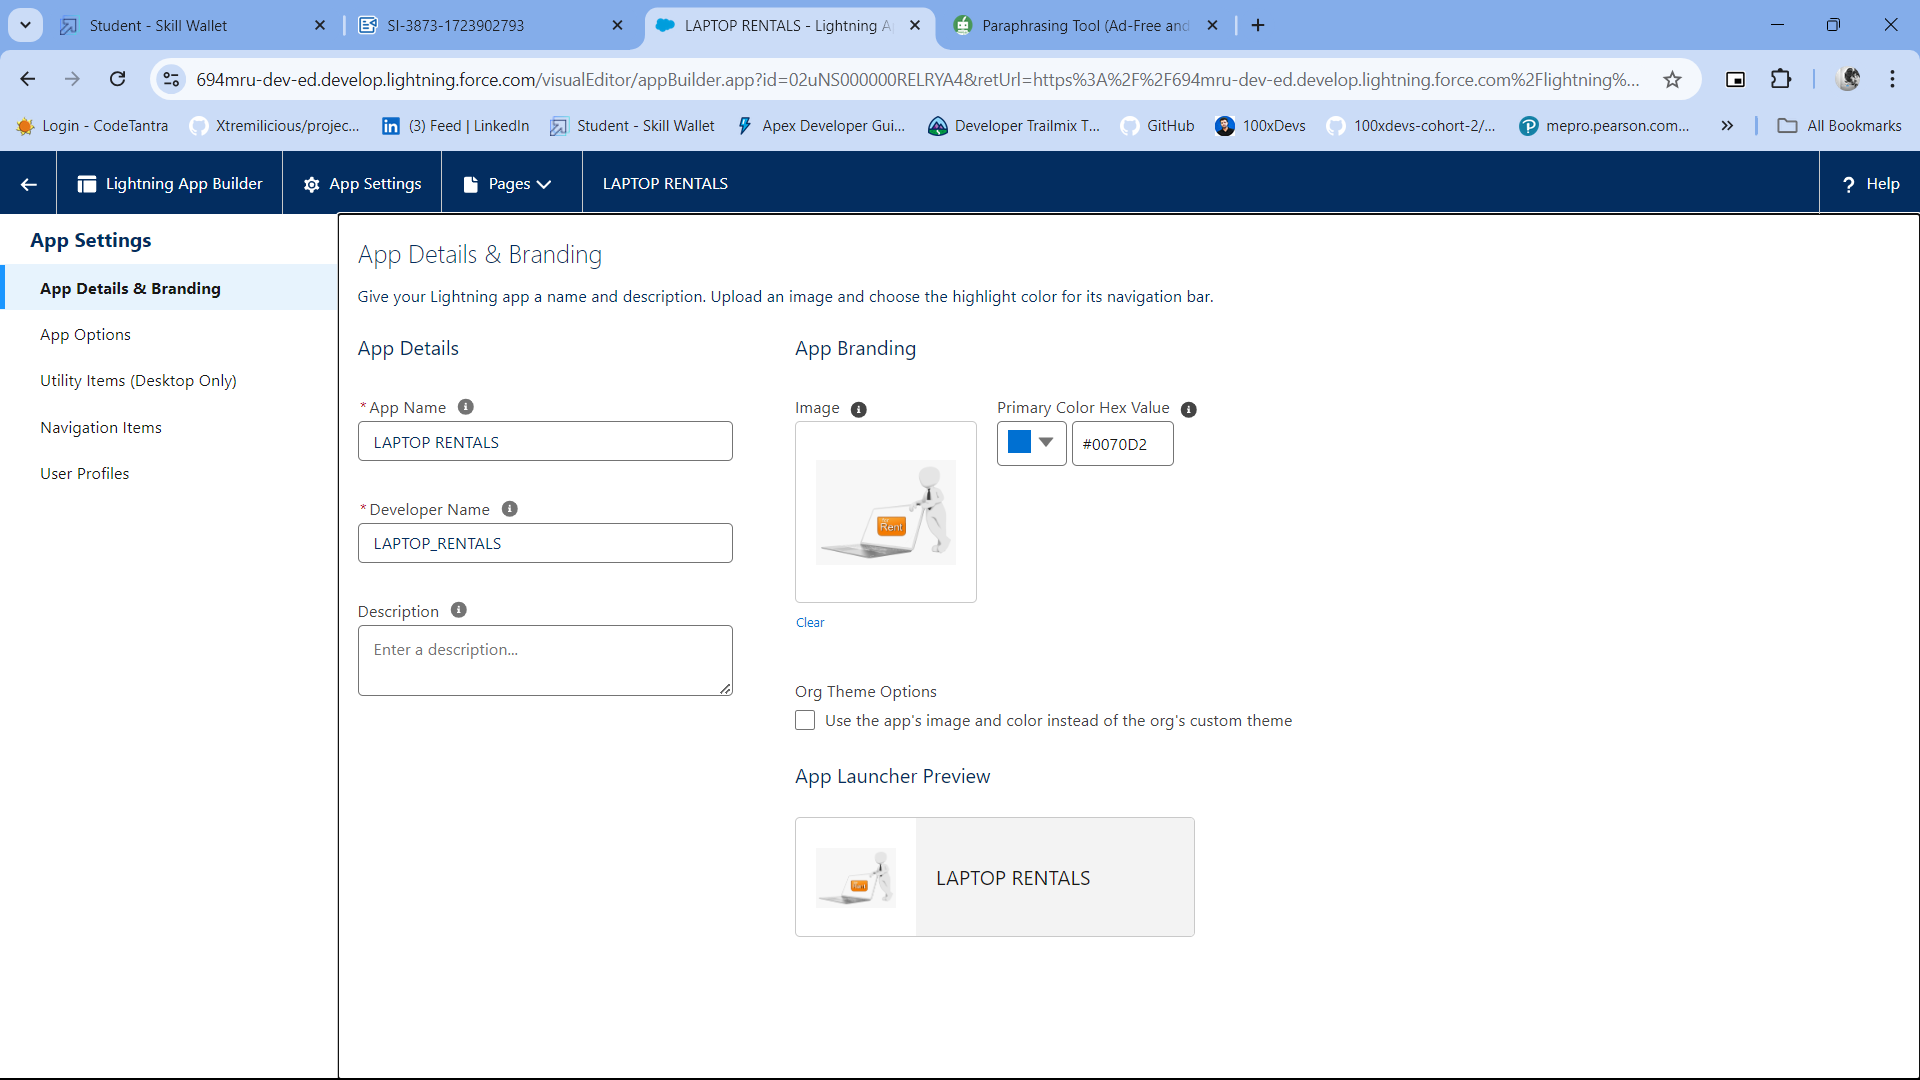 Student - Skill Wallet
SI-3873-1723902793
LAPTOP RENTALS - Lightning A
Paraphrasing Tool (Ad-Free and
694mru-dev-ed.develop.lightning.force.com/visualEditor/appBuilder.app?id=02uNS000000RELRYA4&retUrl=https%3A%2F%2F694mru-dev-ed.develop.lightning.force.com%2Flightning%...
Login - CodeTantra
Xtremilicious/projec...
(3) Feed | LinkedIn
Student - Skill Wallet
Apex Developer Gui...
Developer Trailmix T...
GitHub
100xDevs
100xdevs-cohort-2/...
mepro.pearson.com...
All Bookmarks
Lightning App Builder
App Settings
Pages
LAPTOP RENTALS
? Help
App Settings
App Details & Branding
App Options
Utility Items (Desktop Only)
Navigation Items
User Profiles
App Details & Branding
Give your Lightning app a name and description. Upload an image and choose the highlight color for its navigation bar.
App Details
* App Name
LAPTOP RENTALS
* Developer Name
LAPTOP_RENTALS
Description
Enter a description...
App Branding
Image
Rent
Clear
Primary Color Hex Value
#0070D2
Org Theme Options
Use the app's image and color instead of the org's custom theme
App Launcher Preview
Rent
LAPTOP RENTALS